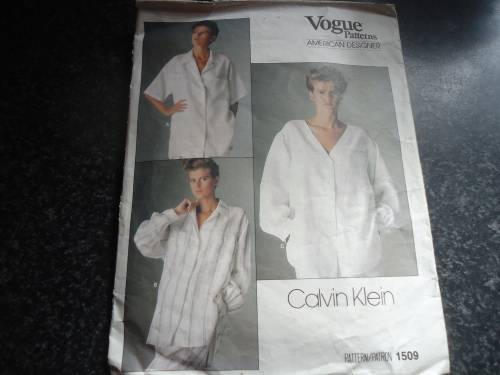 Vogue
Patterns
AMERICAN DESIGNER
A
B
C
Calvin Klein
PATTERN/PATRON 1509